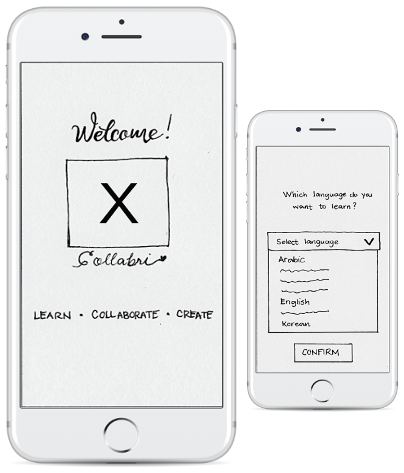 Welcome!
X
Collabri
LEARN • COLLABORATE • CREATE
Which language do you
want to learn?
Select language
Arabic
English
Korean
CONFIRM